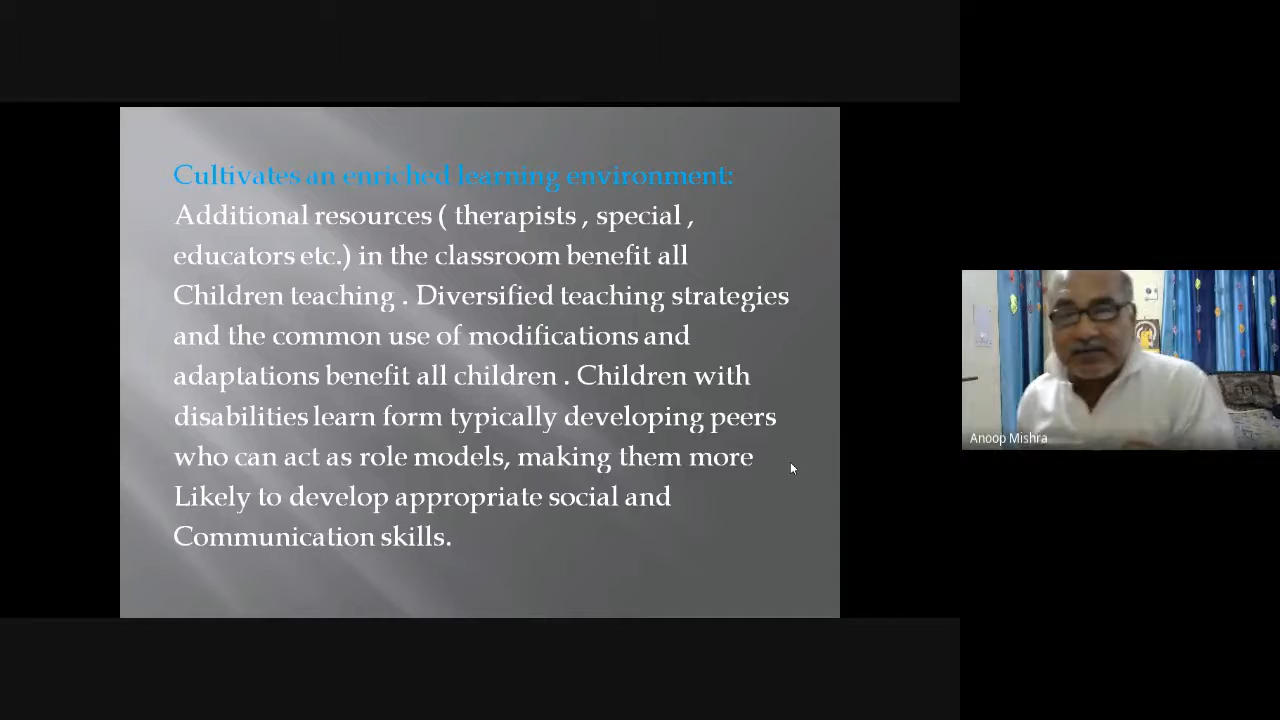 Cultivates an enriched learning environment:
Additional resources ( therapists , special ,
educators etc.) in the classroom benefit all
Children teaching . Diversified teaching strategies
and the common use of modifications and
adaptations benefit all children . Children with
disabilities learn form typically developing peers
who can act as role models, making them more
Likely to develop appropriate social and
Communication skills.
Anoop Mishra